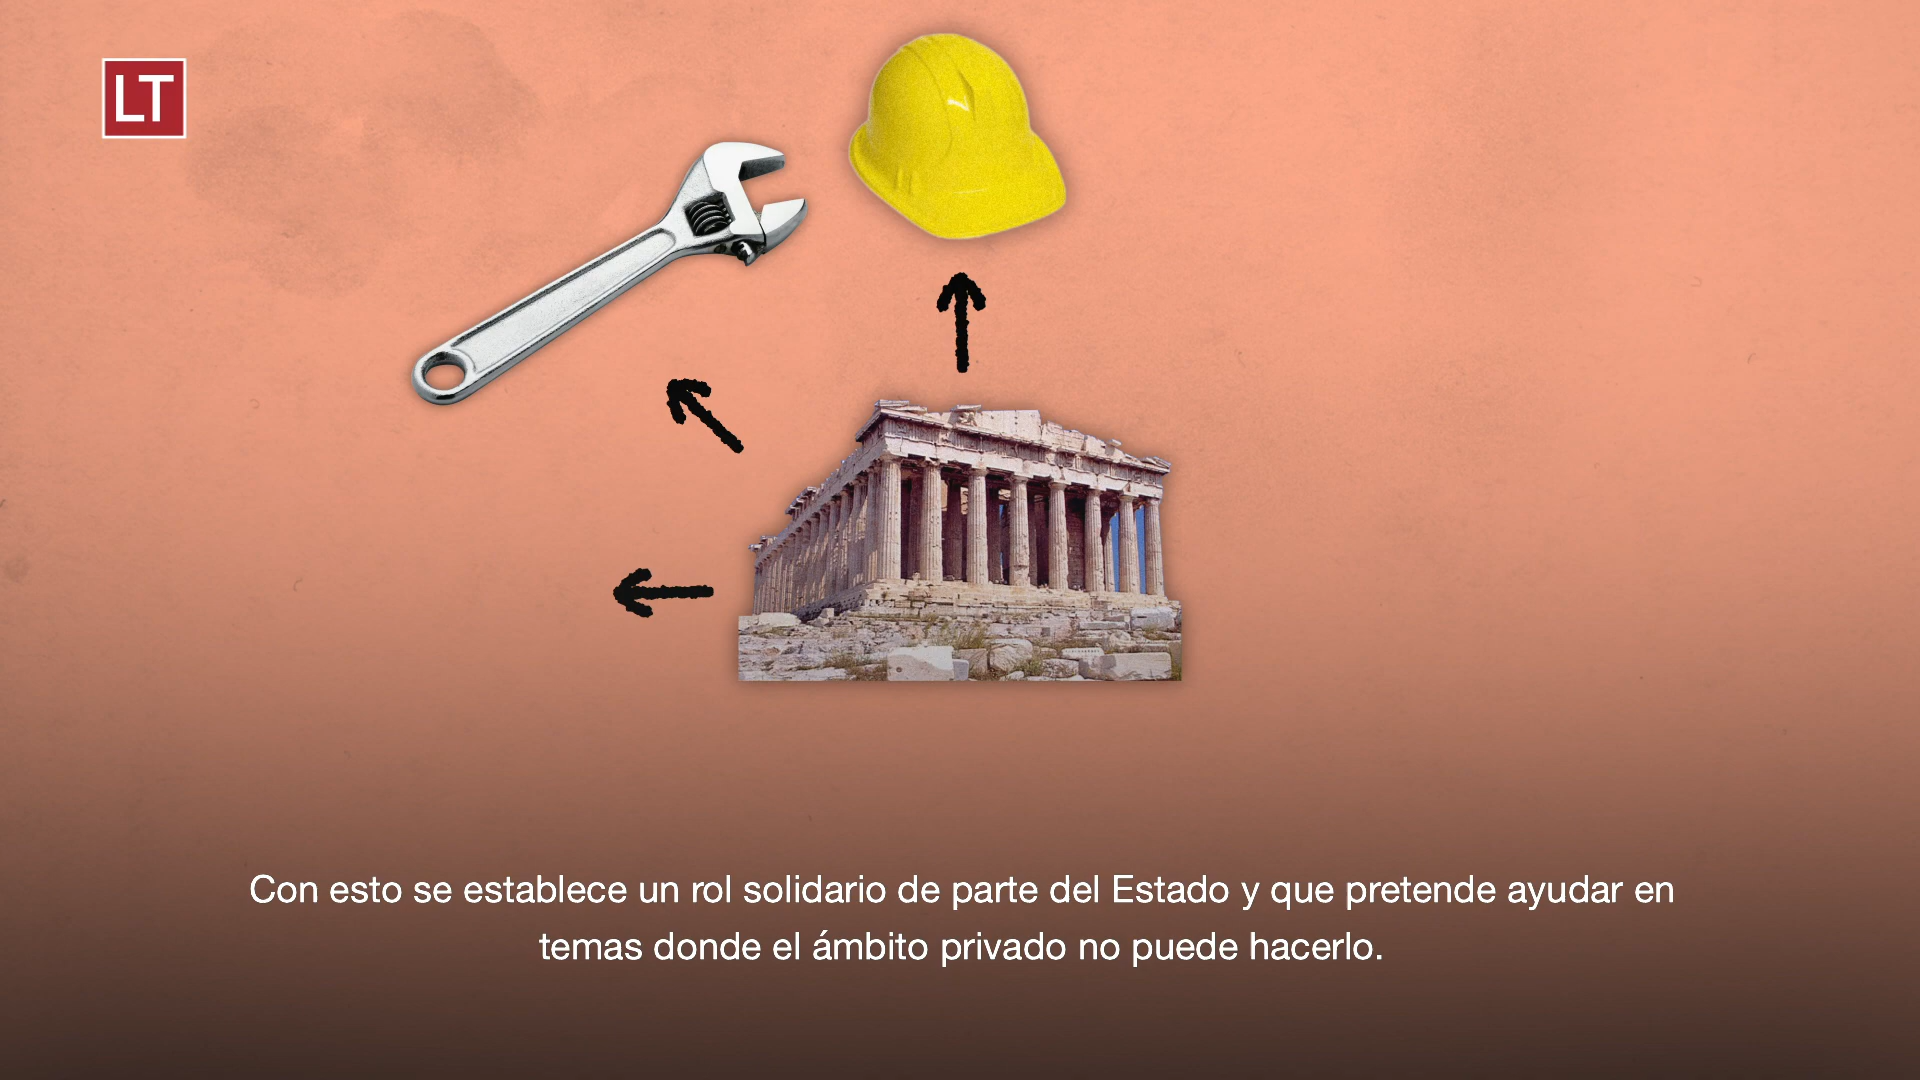 LT
Con esto se establece un rol solidario de parte del Estado y que pretende ayudar en
temas donde el ámbito privado no puede hacerlo.